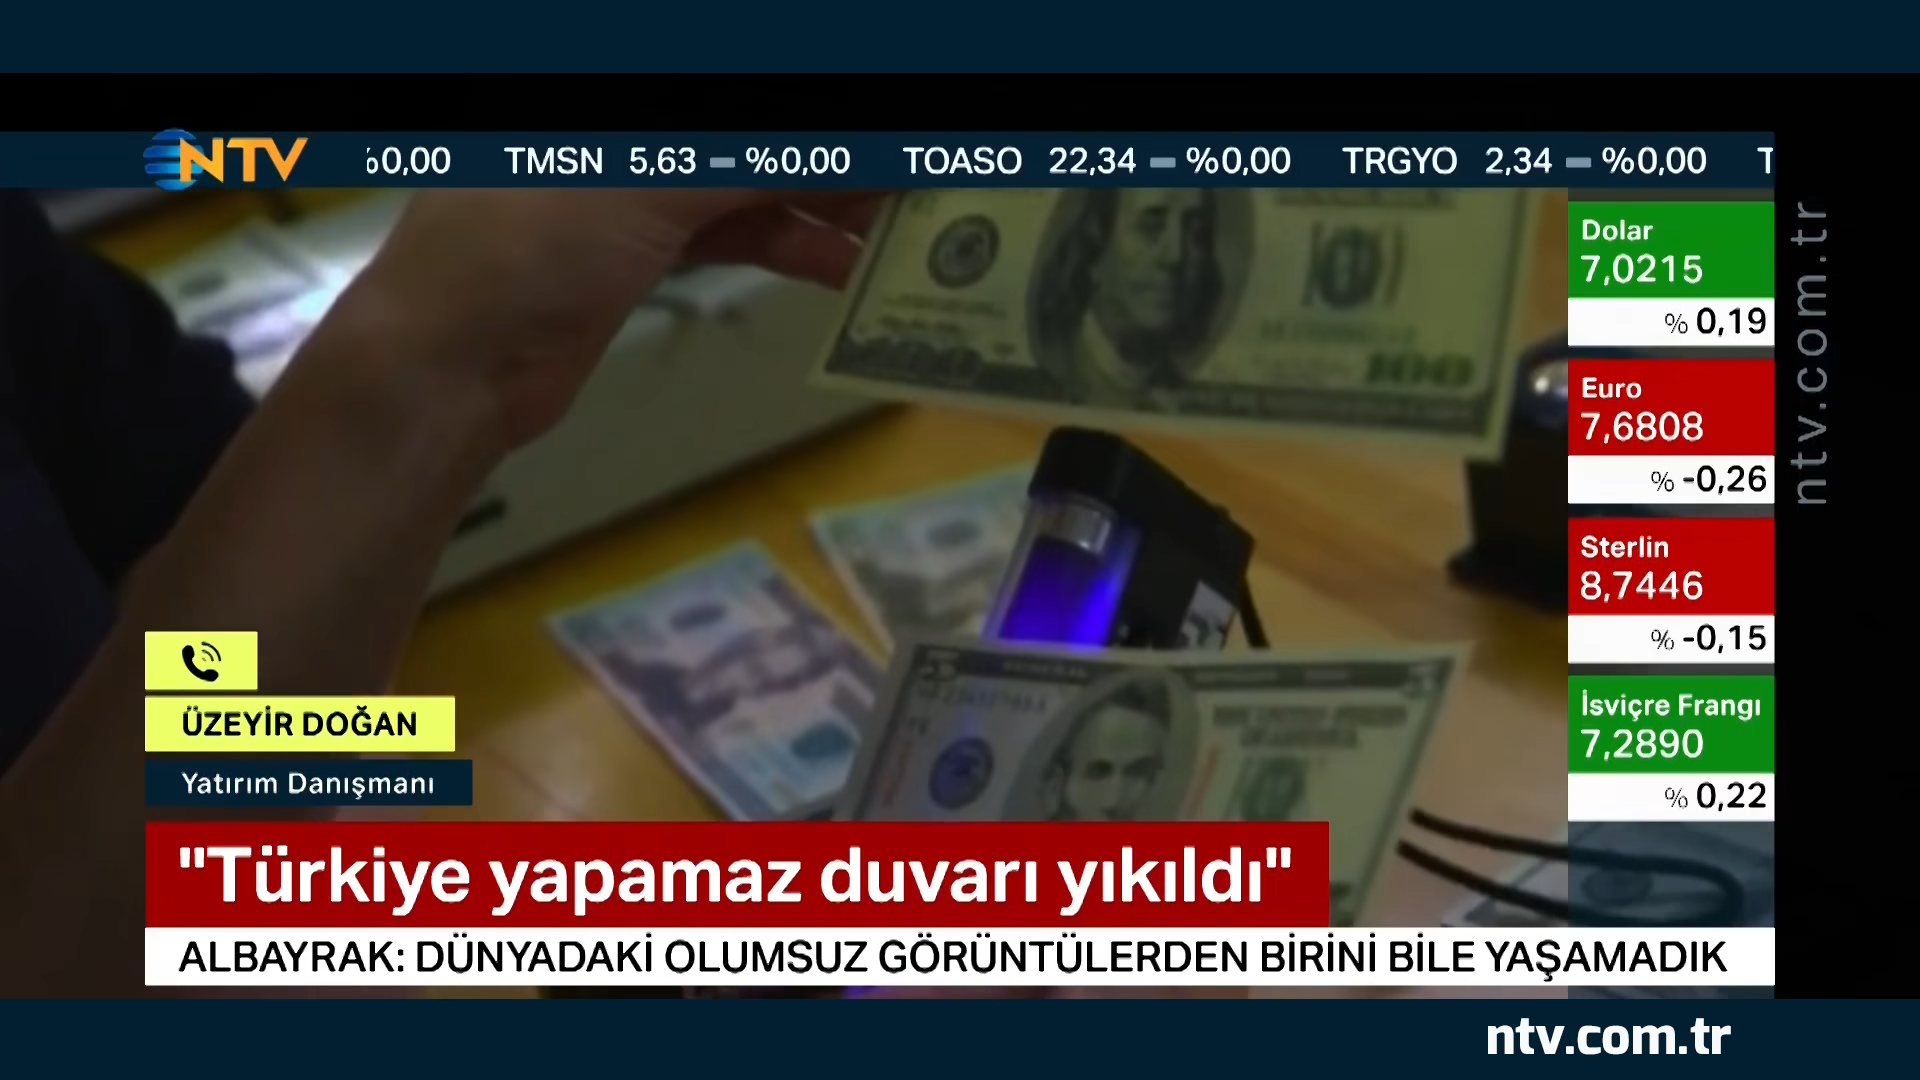 NTV
%0,00 TMSN 5,63 %0,00 TOASO 22,34 %0,00 TRGYO 2,34 %0,00 T
Dolar
7,0215
% 0,19
Euro
7,6808
% -0,26
Sterlin
8,7446
% -0,15
İsviçre Frangı
7,2890
% 0,22
ntv.com.tr
100
ÜZEYİR DOĞAN
Yatırım Danışmanı
"Türkiye yapamaz duvarı yıkıldı"
ALBAYRAK: DÜNYADAKİ OLUMSUZ GÖRÜNTÜLERDEN BİRİNİ BİLE YAŞAMADIK
ntv.com.tr